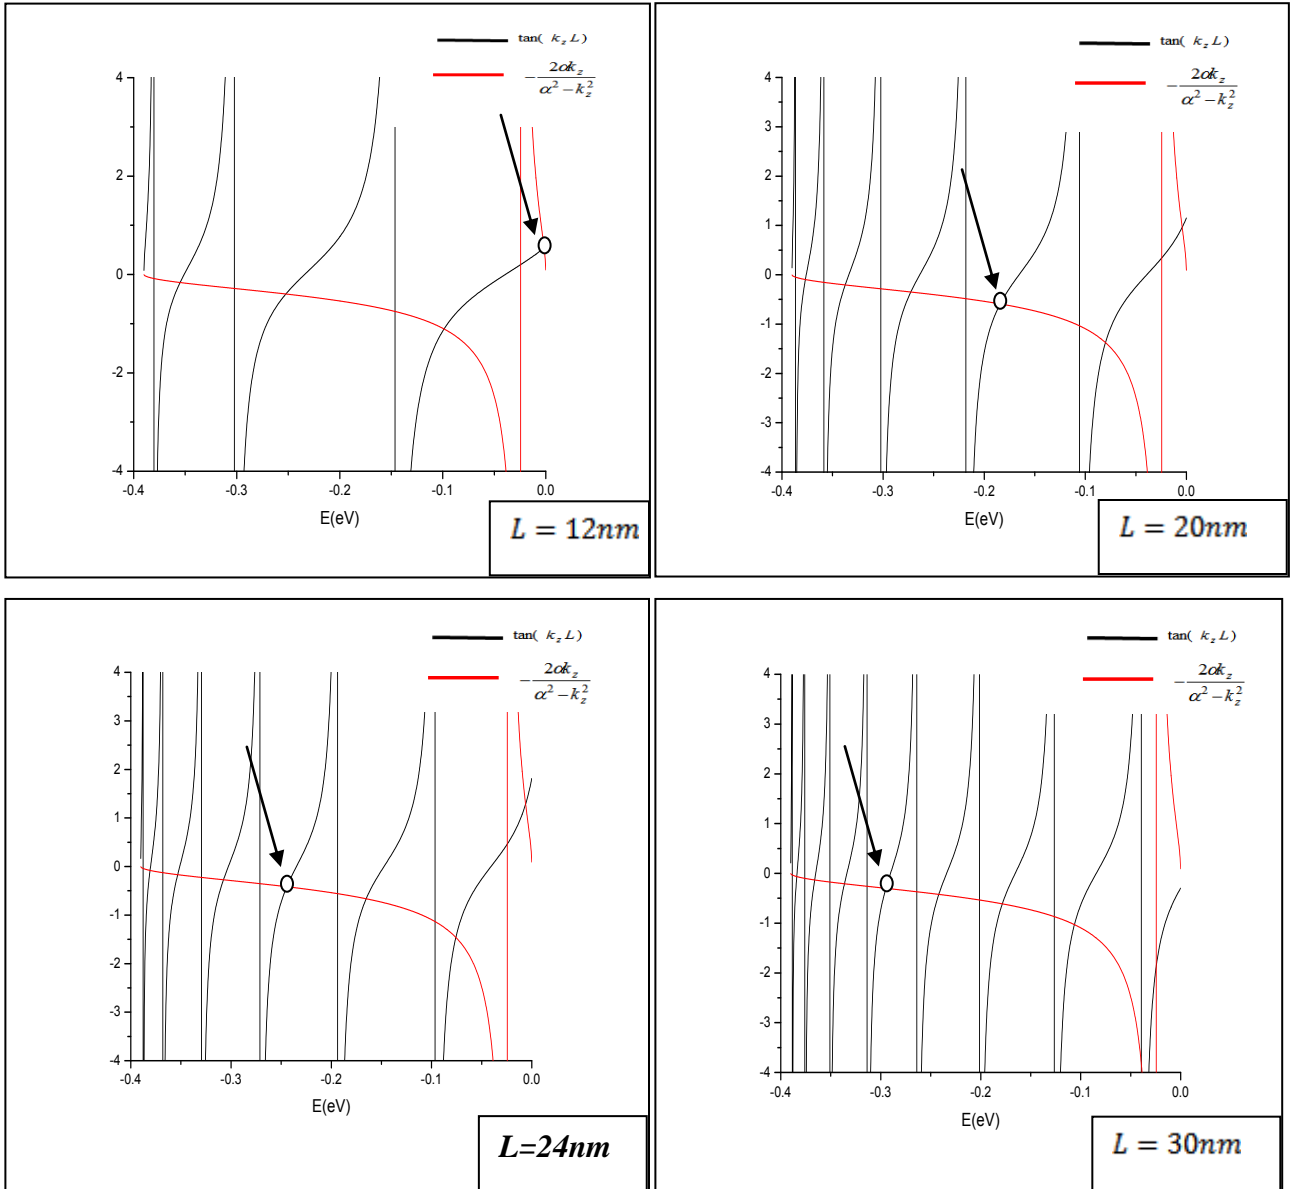 tan( k_z L)
-2αk_z / α² - k_z²
4
2
0
-2
-4
-0.4 -0.3 -0.2 -0.1 0.0
E(eV)
L = 12nm
tan( k_z L)
-2αk_z / α² - k_z²
4
3
2
1
0
-1
-2
-3
-4
-0.4 -0.3 -0.2 -0.1 0.0
E(eV)
L = 20nm
tan( k_z L)
-2αk_z / α² - k_z²
4
3
2
1
0
-1
-2
-3
-4
-0.4 -0.3 -0.2 -0.1 0.0
E(eV)
L=24nm
tan( k_z L)
-2αk_z / α² - k_z²
4
3
2
1
0
-1
-2
-3
-4
-0.4 -0.3 -0.2 -0.1 0.0
E(eV)
L = 30nm